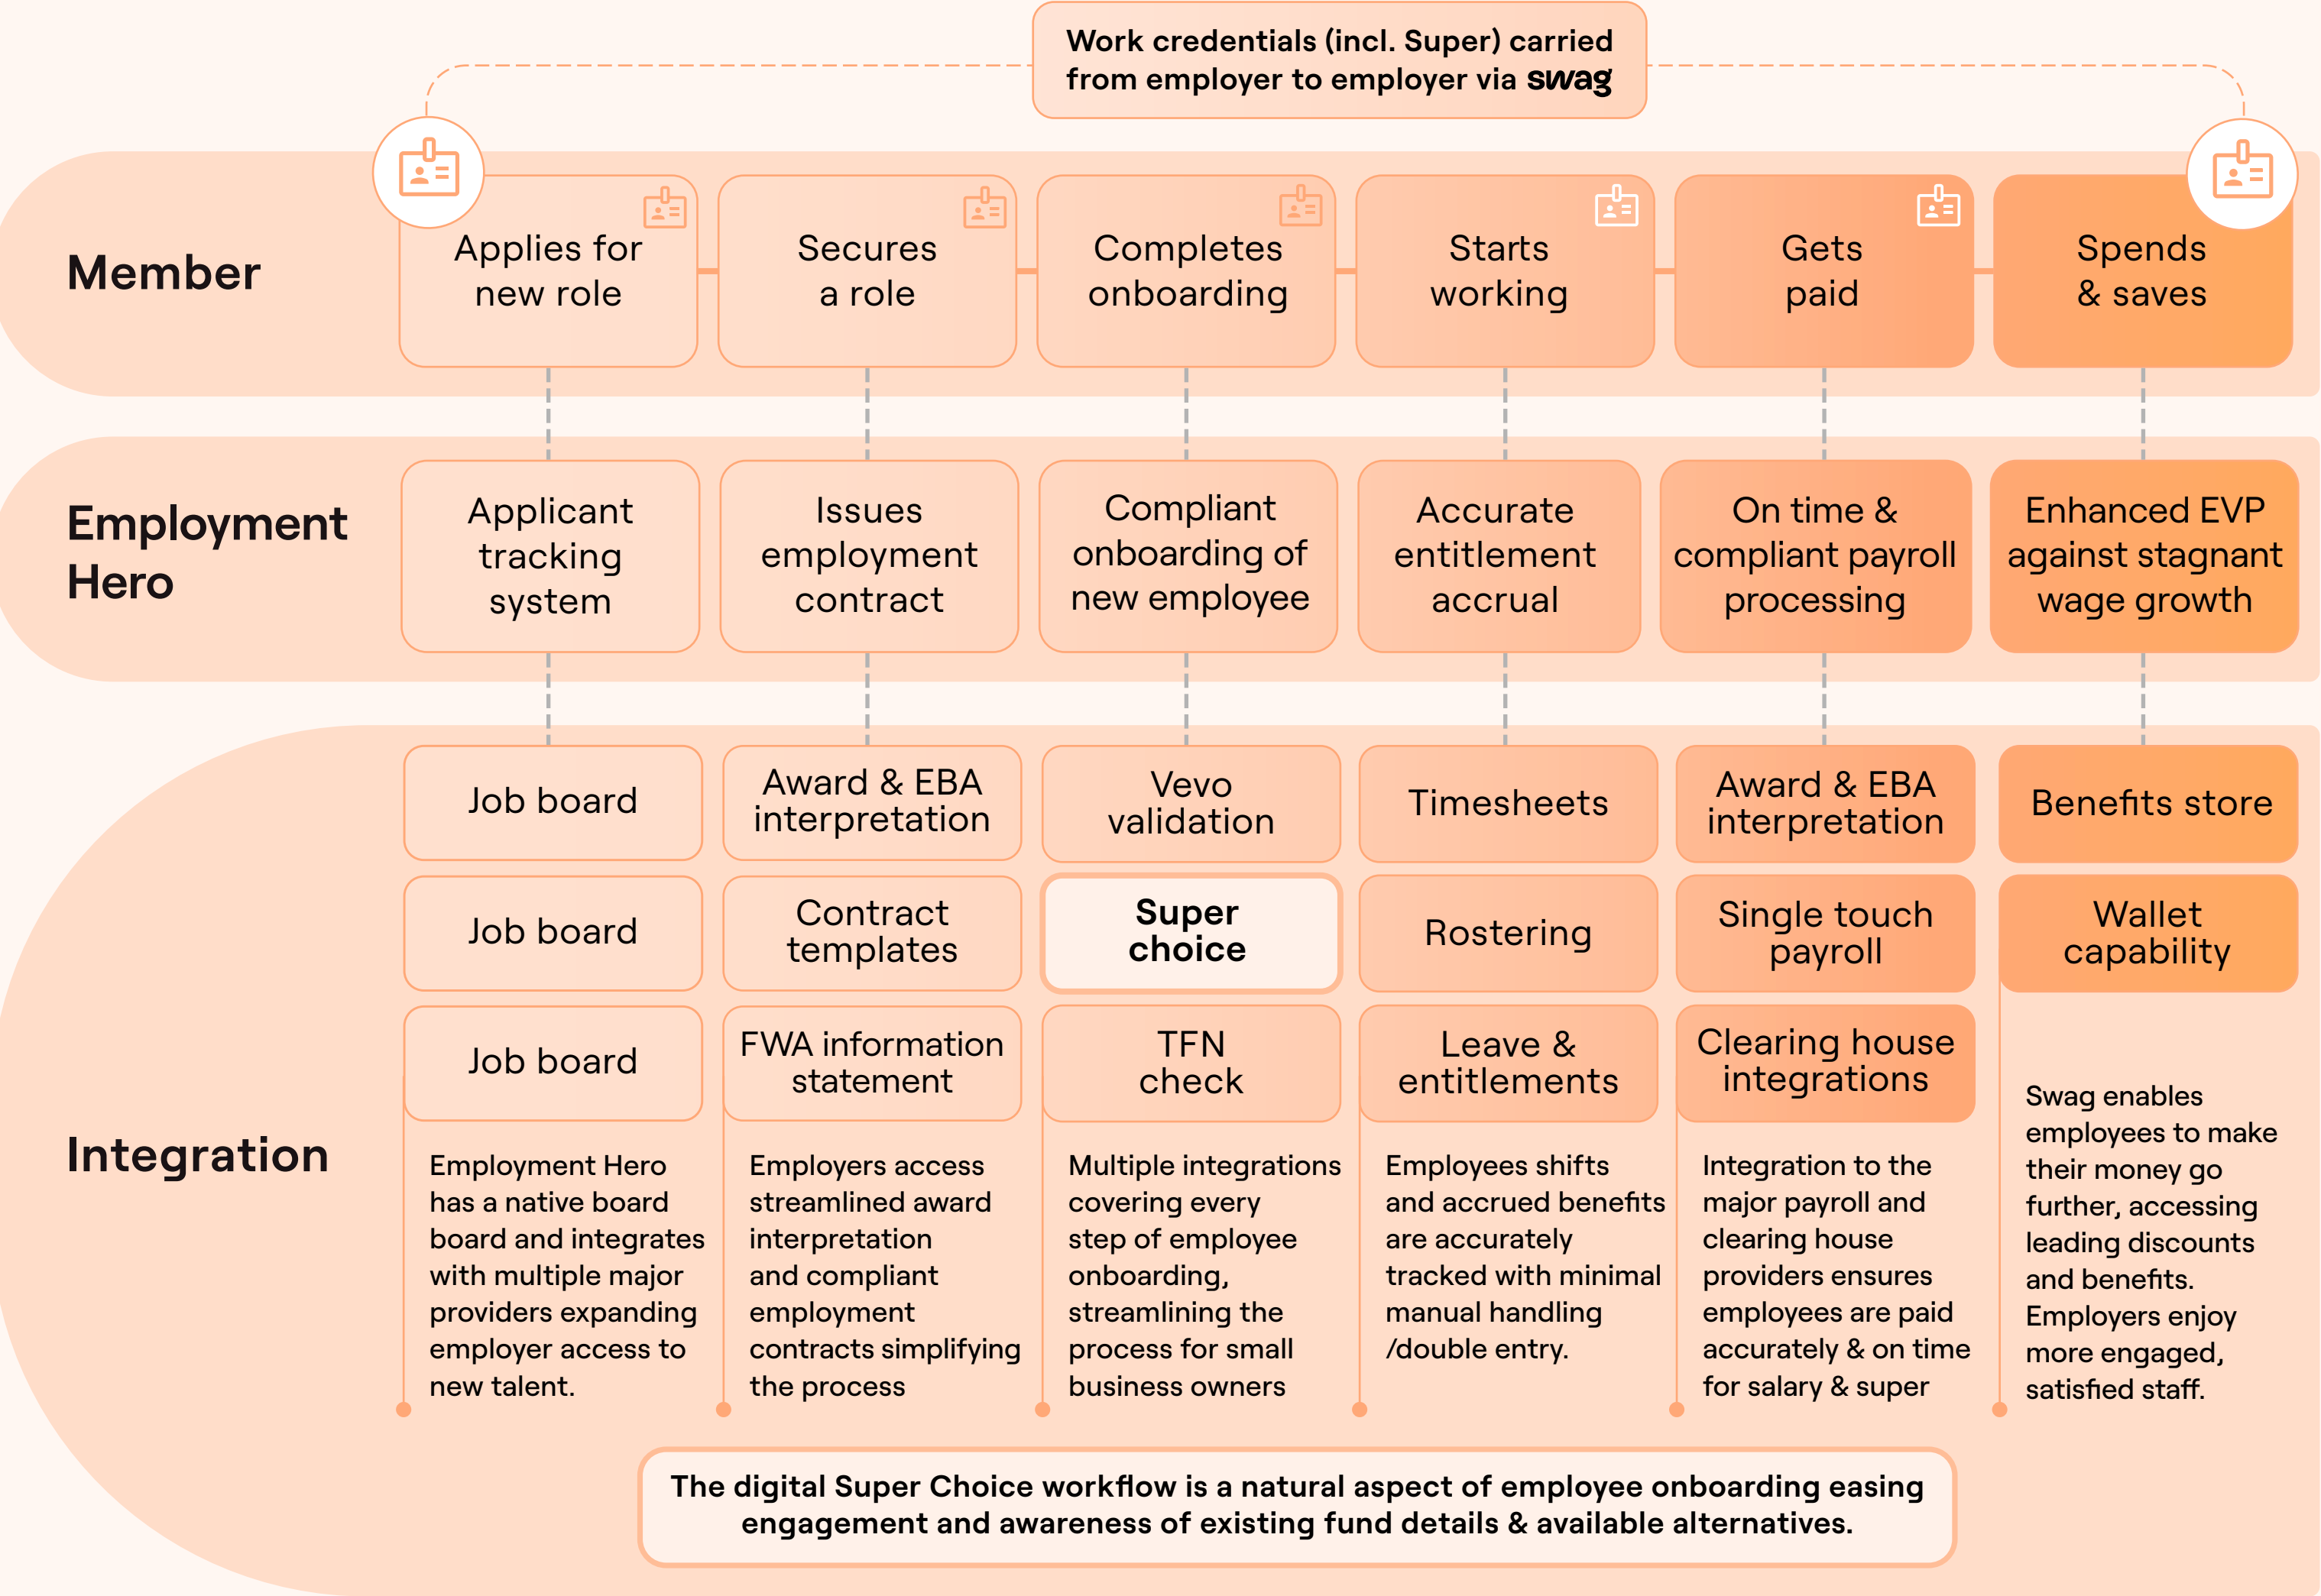 Work credentials (incl. Super) carried
from employer to employer via swag
Member
Applies for
new role
Secures
a role
Completes
onboarding
Starts
working
Gets
paid
Spends
& saves
Employment
Hero
Applicant
tracking
system
Issues
employment
contract
Compliant
onboarding of
new employee
Accurate
entitlement
accrual
On time &
compliant payroll
processing
Enhanced EVP
against stagnant
wage growth
Integration
Job board
Job board
Job board
Employment Hero
has a native board
board and integrates
with multiple major
providers expanding
employer access to
new talent.
Award & EBA
interpretation
Contract
templates
FWA information
statement
Employers access
streamlined award
interpretation
and compliant
employment
contracts simplifying
the process
Vevo
validation
Super
choice
TFN
check
Multiple integrations
covering every
step of employee
onboarding,
streamlining the
process for small
business owners
Timesheets
Rostering
Leave &
entitlements
Employees shifts
and accrued benefits
are accurately
tracked with minimal
manual handling
/double entry.
Award & EBA
interpretation
Single touch
payroll
Clearing house
integrations
Integration to the
major payroll and
clearing house
providers ensures
employees are paid
accurately & on time
for salary & super
Benefits store
Wallet
capability
Swag enables
employees to make
their money go
further, accessing
leading discounts
and benefits.
Employers enjoy
more engaged,
satisfied staff.
The digital Super Choice workflow is a natural aspect of employee onboarding easing
engagement and awareness of existing fund details & available alternatives.